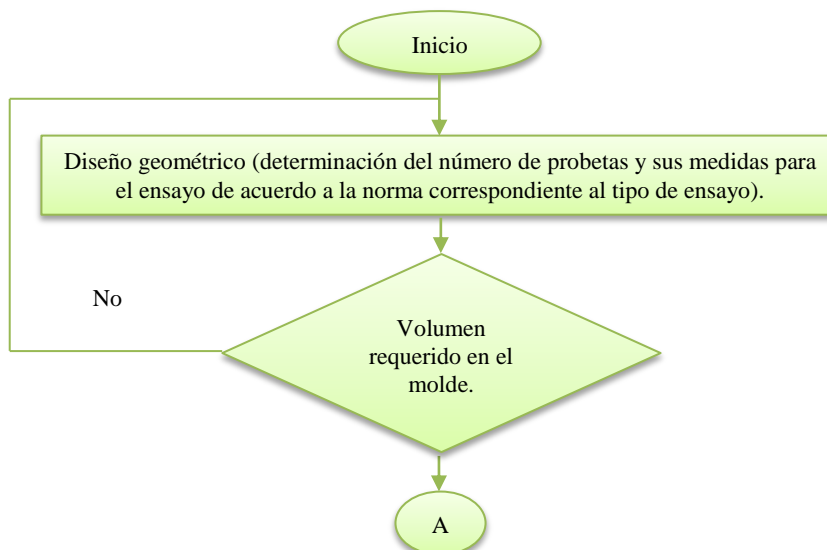 Inicio
Diseño geométrico (determinación del número de probetas y sus medidas para
el ensayo de acuerdo a la norma correspondiente al tipo de ensayo).
No
Volumen
requerido en el
molde.
A